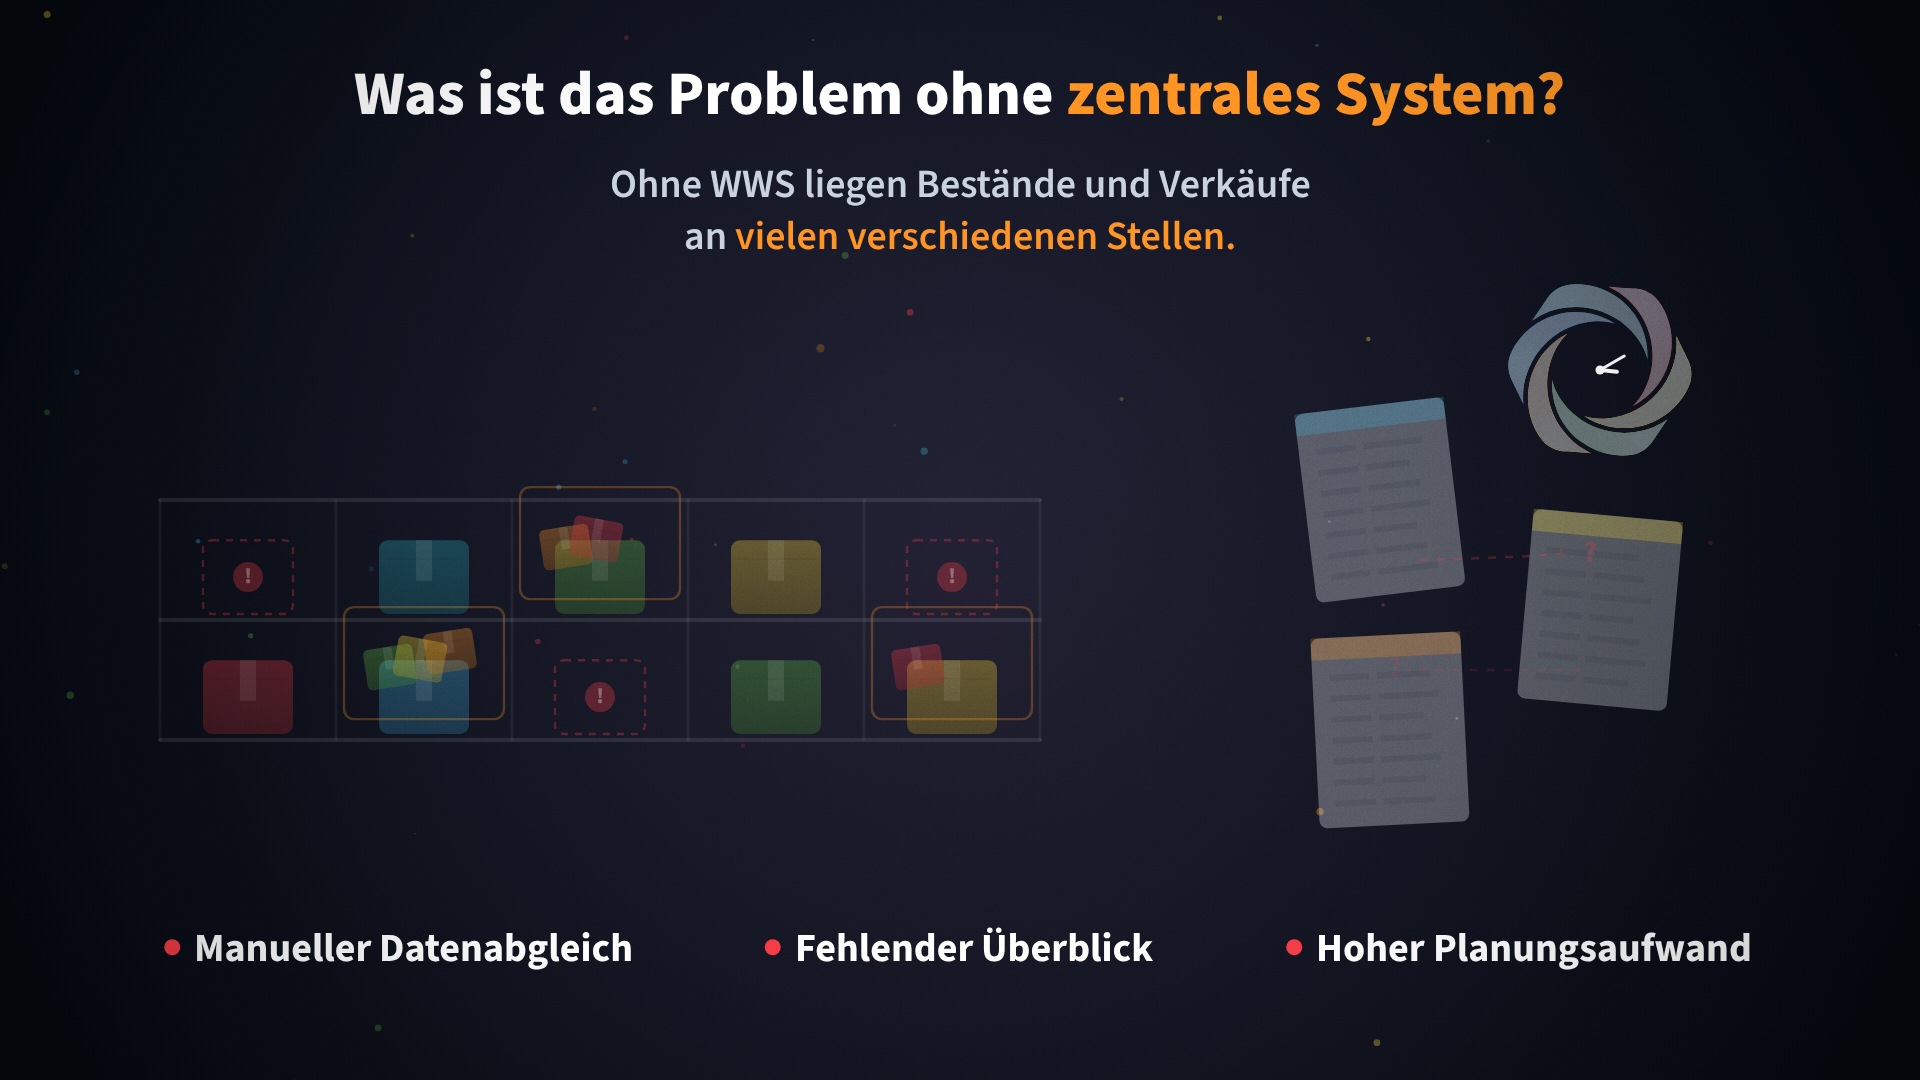 Was ist das Problem ohne zentrales System?
Ohne WWS liegen Bestände und Verkäufe
an vielen verschiedenen Stellen.
!
!
!
?
?
Manueller Datenabgleich
Fehlender Überblick
Hoher Planungsaufwand